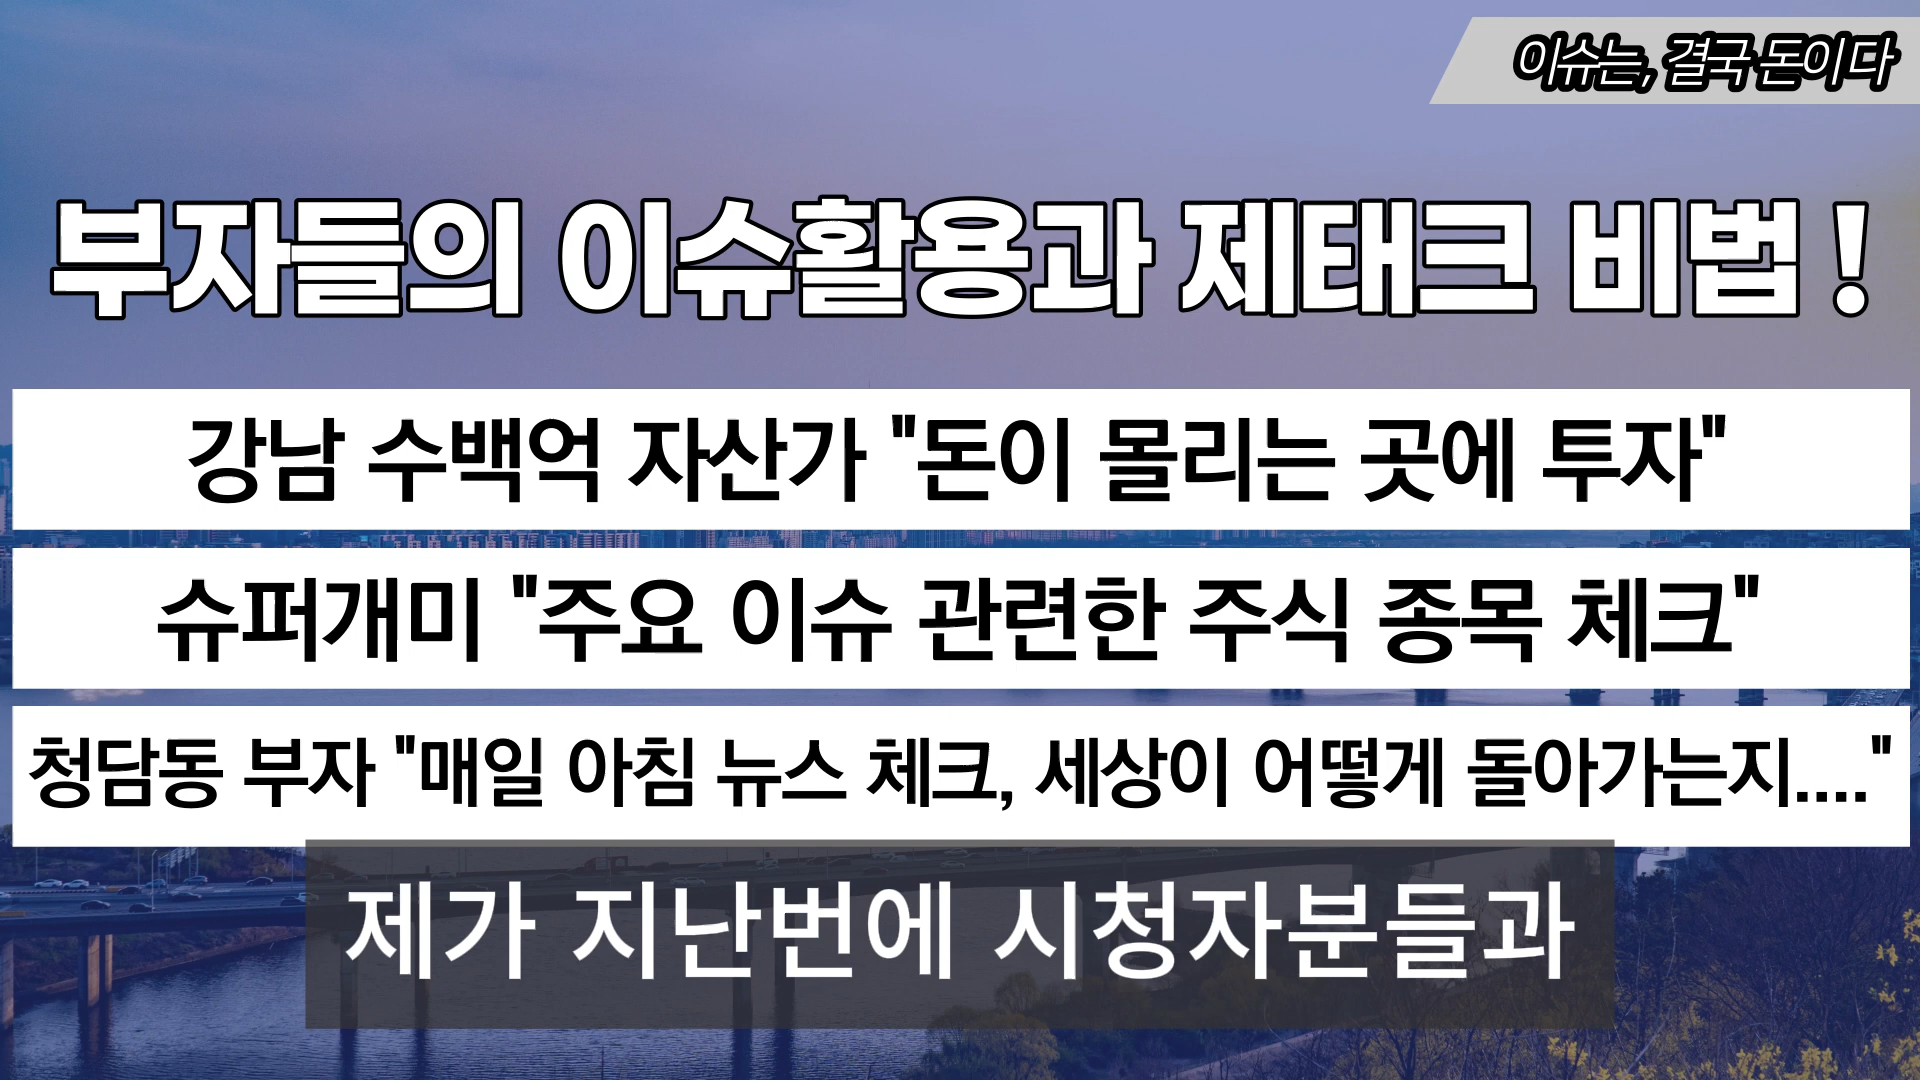 이슈는, 결국 돈이다
부자들의 이슈활용과 제태크 비법 !
강남 수백억 자산가 "돈이 몰리는 곳에 투자"
슈퍼개미 "주요 이슈 관련한 주식 종목 체크"
청담동 부자 "매일 아침 뉴스 체크, 세상이 어떻게 돌아가는지...."
제가 지난번에 시청자분들과